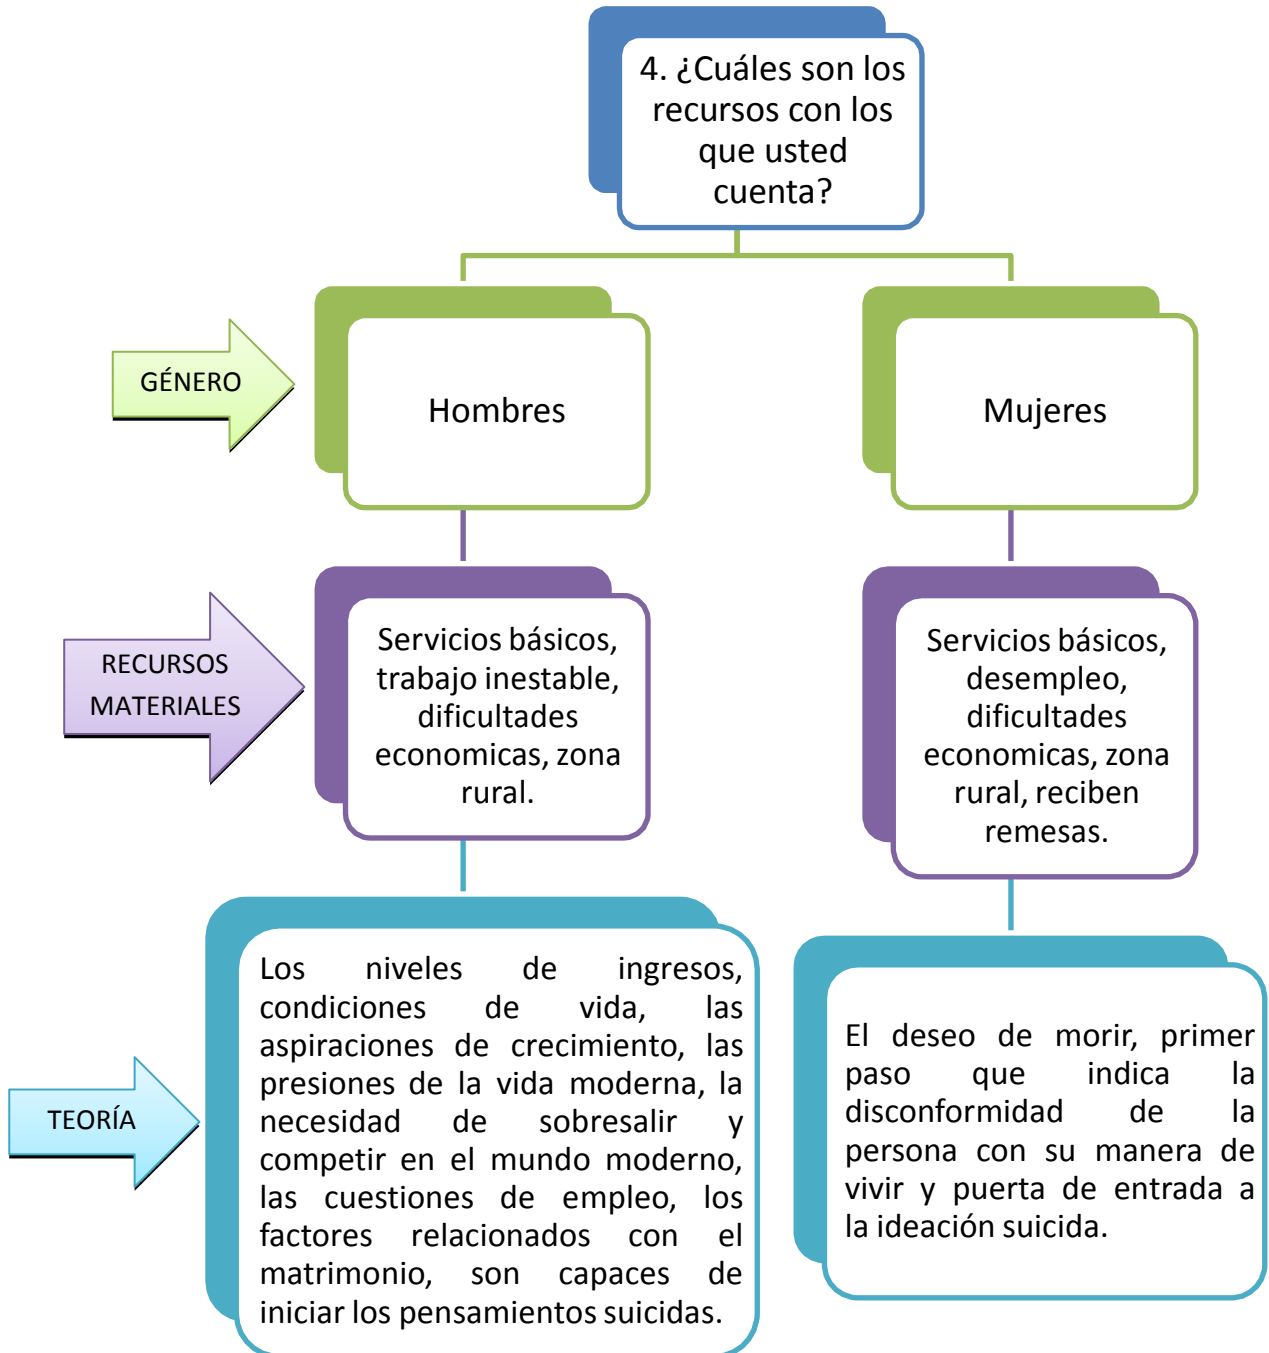 4. ¿Cuáles son los
recursos con los
que usted
cuenta?
GÉNERO
Hombres
Mujeres
RECURSOS
MATERIALES
Servicios básicos,
trabajo inestable,
dificultades
economicas, zona
rural.
Servicios básicos,
desempleo,
dificultades
economicas, zona
rural, reciben
remesas.
TEORÍA
Los niveles de ingresos,
condiciones de vida, las
aspiraciones de crecimiento, las
presiones de la vida moderna, la
necesidad de sobresalir y
competir en el mundo moderno,
las cuestiones de empleo, los
factores relacionados con el
matrimonio, son capaces de
iniciar los pensamientos suicidas.
El deseo de morir, primer
paso que indica la
disconformidad de la
persona con su manera de
vivir y puerta de entrada a
la ideación suicida.